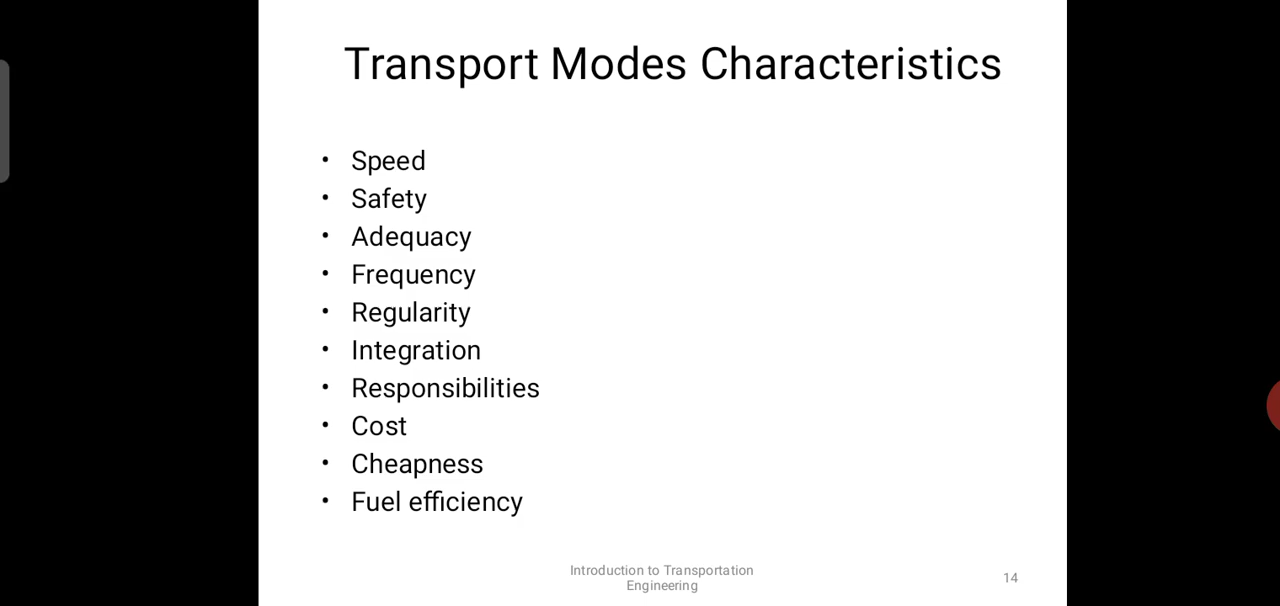 Transport Modes Characteristics
• Speed
• Safety
• Adequacy
• Frequency
• Regularity
• Integration
• Responsibilities
• Cost
• Cheapness
• Fuel efficiency
Introduction to Transportation
Engineering
14